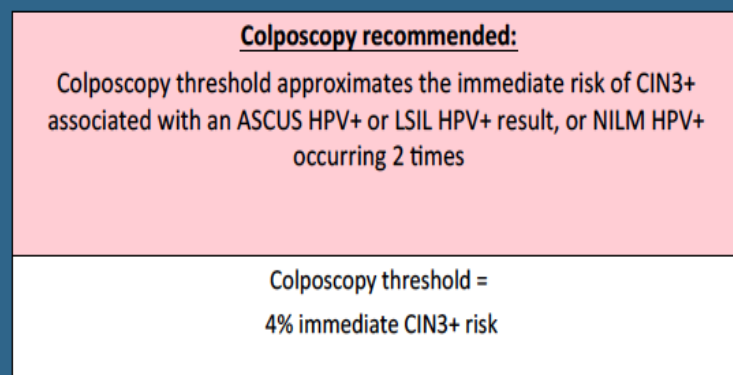 Colposcopy recommended:
Colposcopy threshold approximates the immediate risk of CIN3+
associated with an ASCUS HPV+ or LSIL HPV+ result, or NILM HPV+
occurring 2 times
Colposcopy threshold =
4% immediate CIN3+ risk